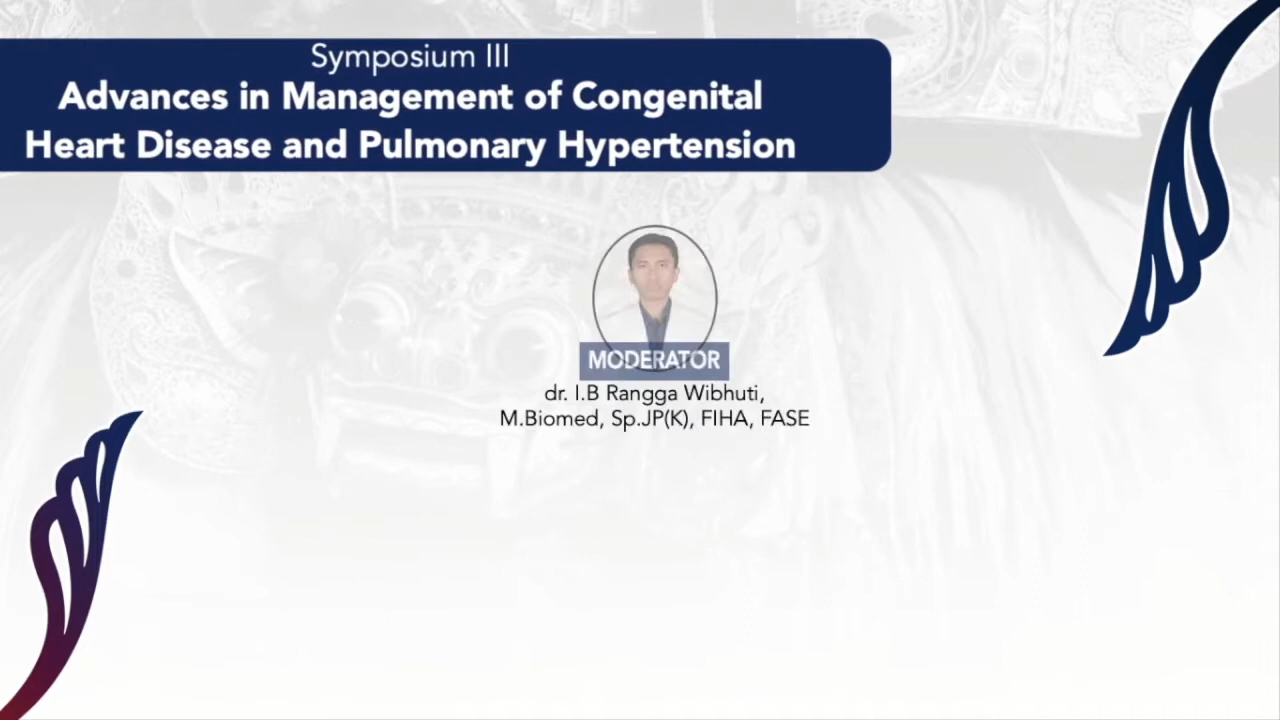 Symposium III
Advances in Management of Congenital
Heart Disease and Pulmonary Hypertension
MODERATOR
dr. I.B Rangga Wibhuti,
M.Biomed, Sp.JP(K), FIHA, FASE